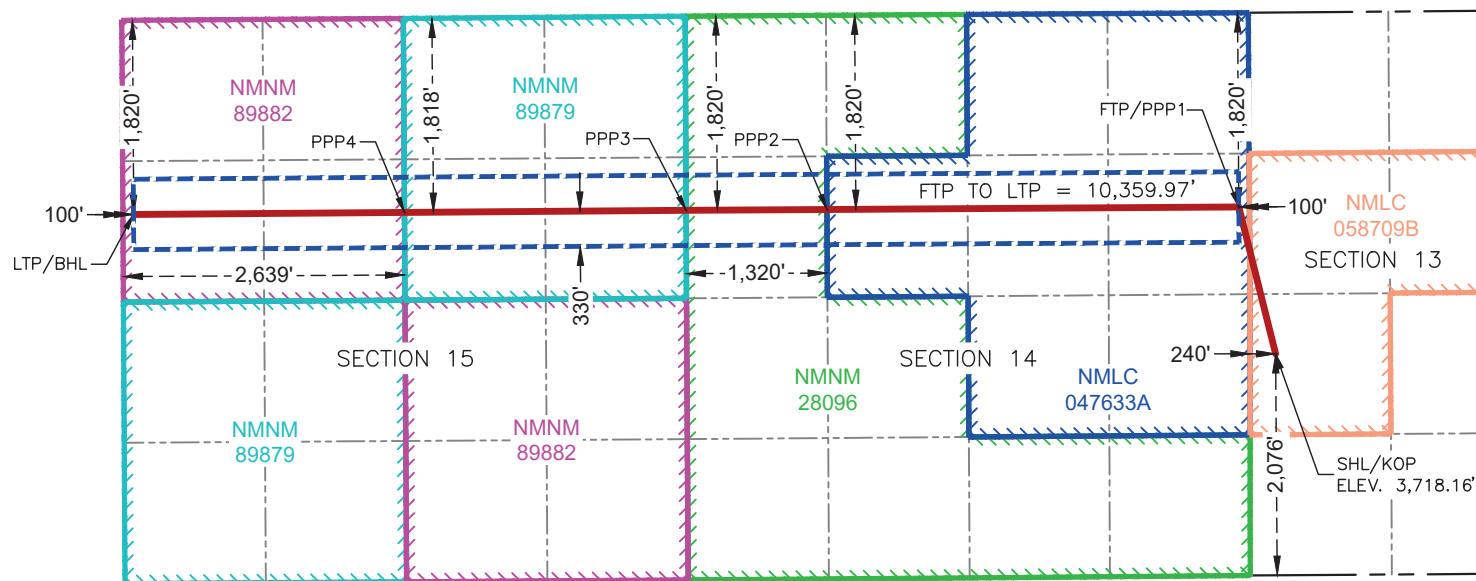 1,820'
NMNM
89882
1,818'
NMNM
89879
1,820'
1,820'
1,820'
FTP/PPP1
PPP4
PPP3
PPP2
FTP TO LTP = 10,359.97'
100'
100'
NMLC
058709B
SECTION 13
LTP/BHL
2,639'
330'
1,320'
SECTION 15
SECTION 14
240'
NMNM
89879
NMNM
89882
NMNM
28096
NMLC
047633A
2,076'
SHL/KOP
ELEV. 3,718.16'